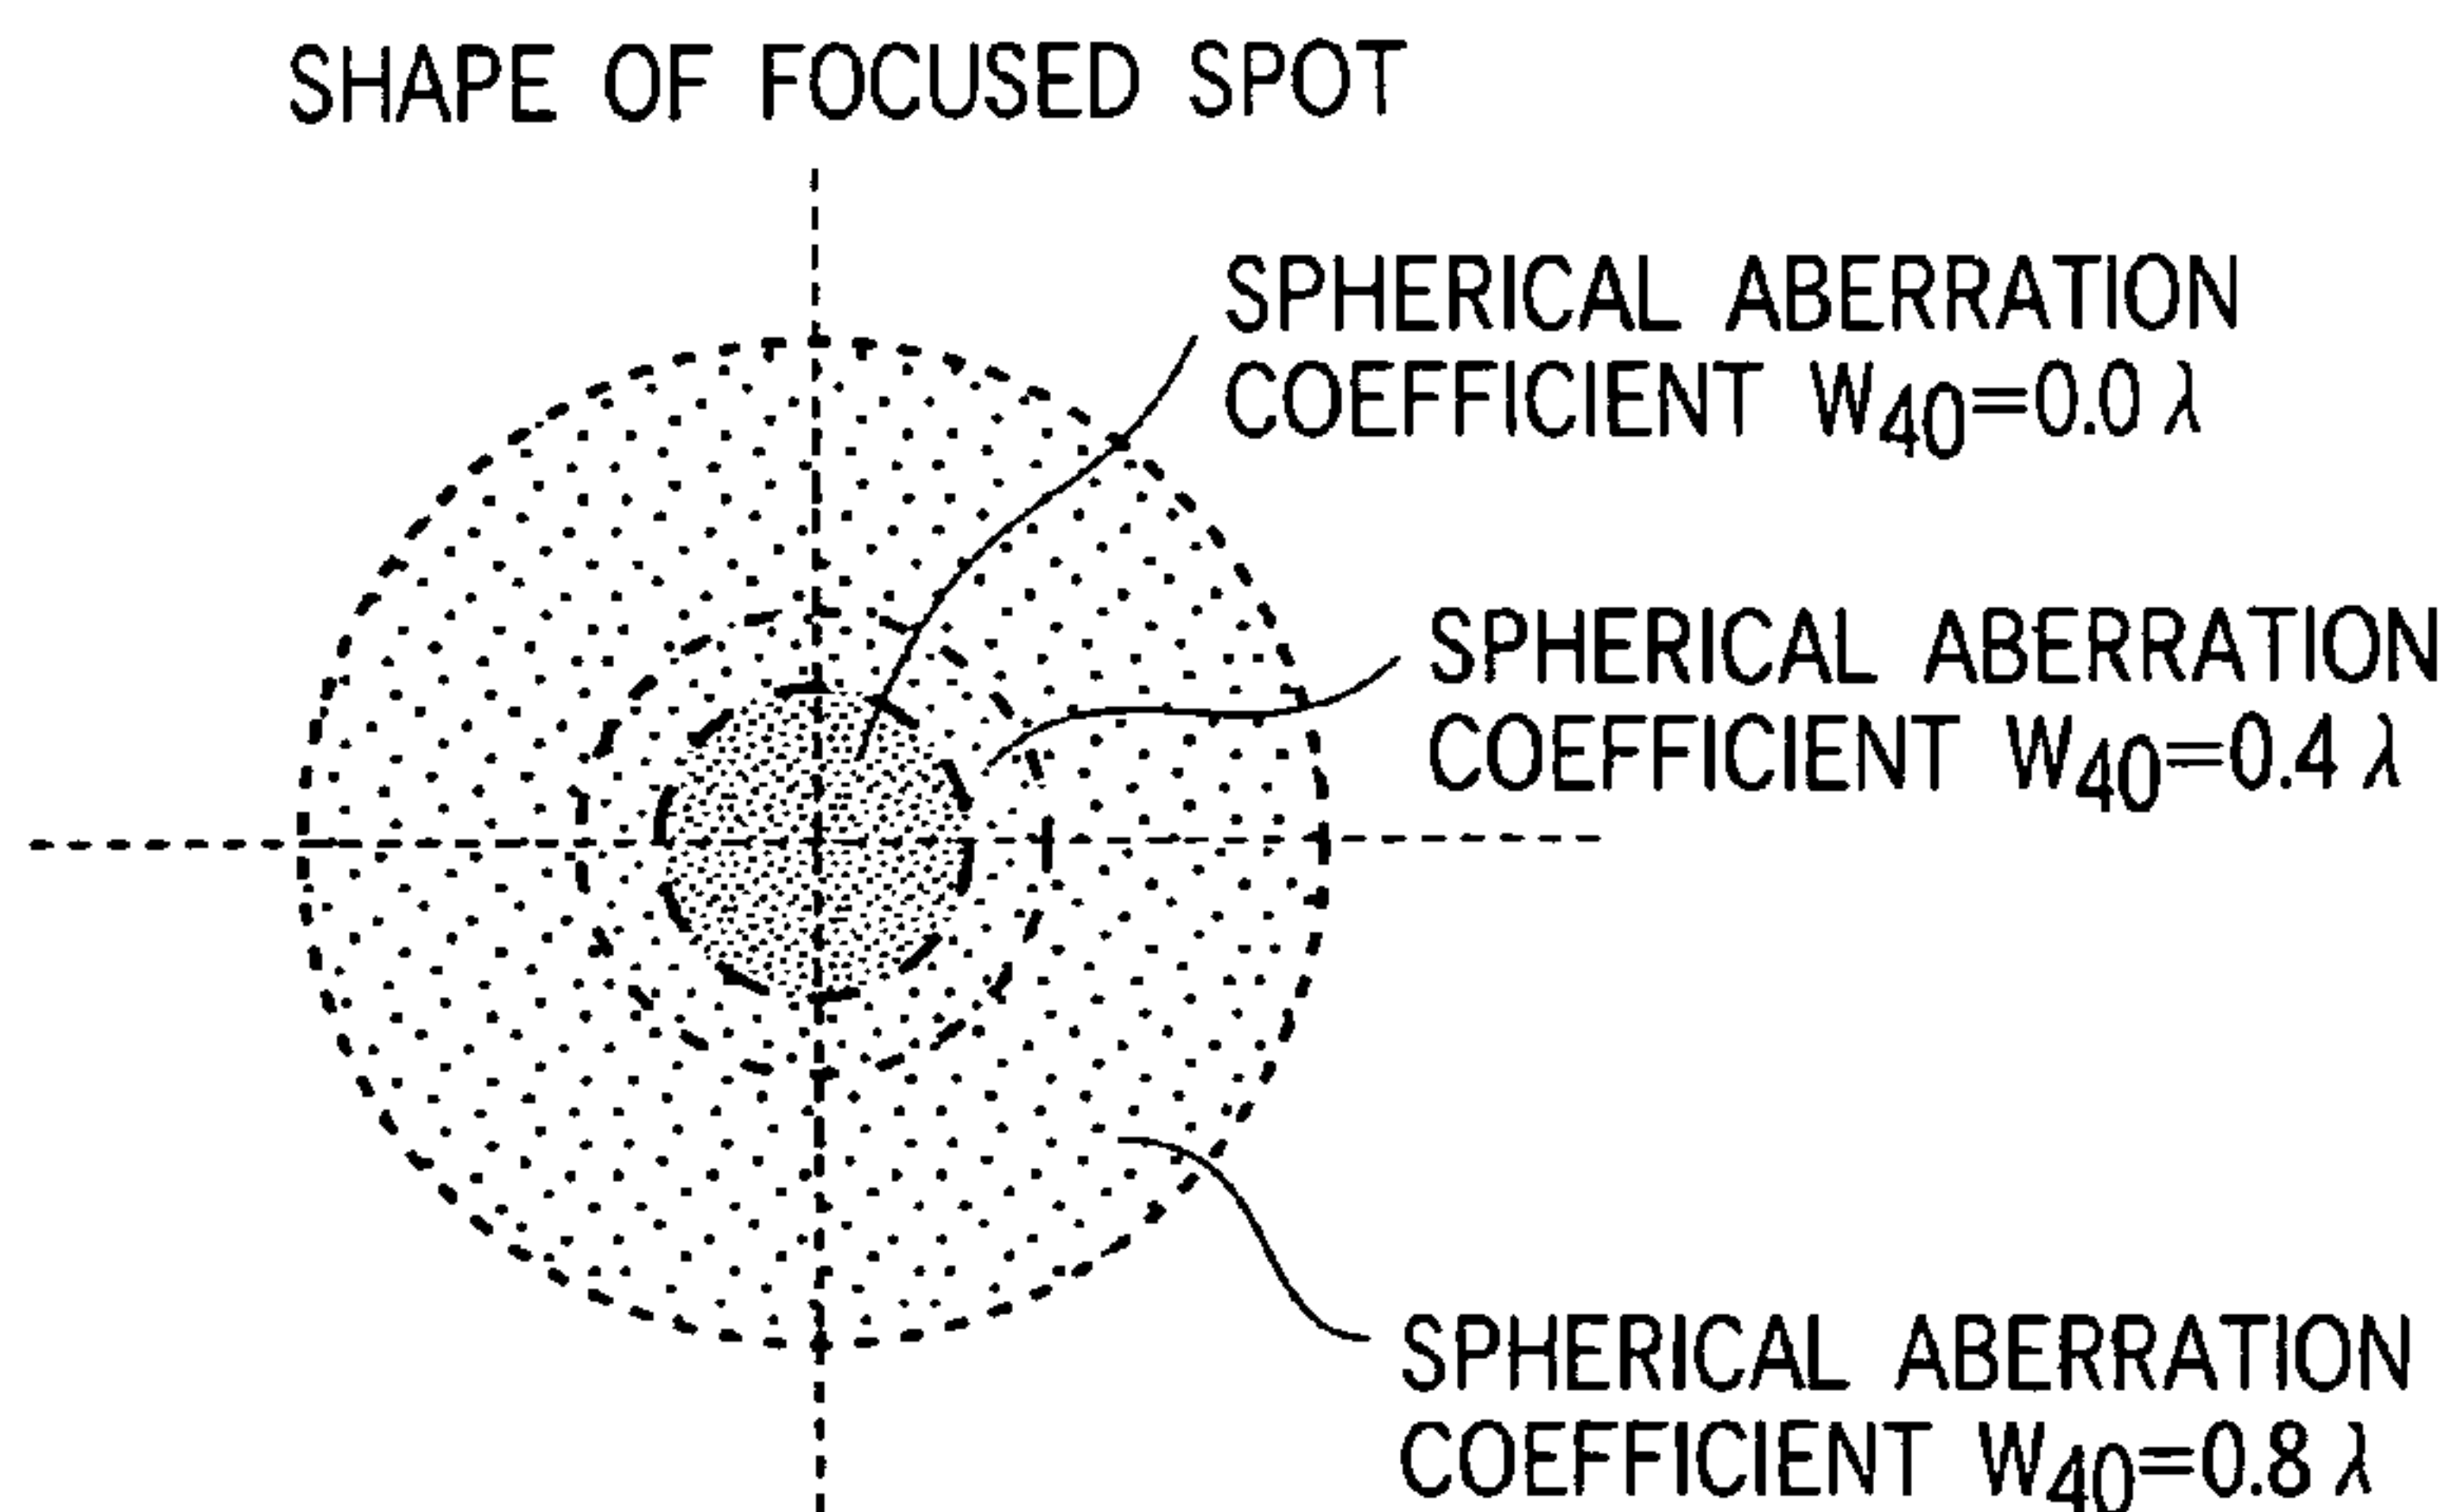 SHAPE OF FOCUSED SPOT
SPHERICAL ABERRATION
COEFFICIENT W₄₀=0.0 λ
SPHERICAL ABERRATION
COEFFICIENT W₄₀=0.4 λ
SPHERICAL ABERRATION
COEFFICIENT W₄₀=0.8 λ